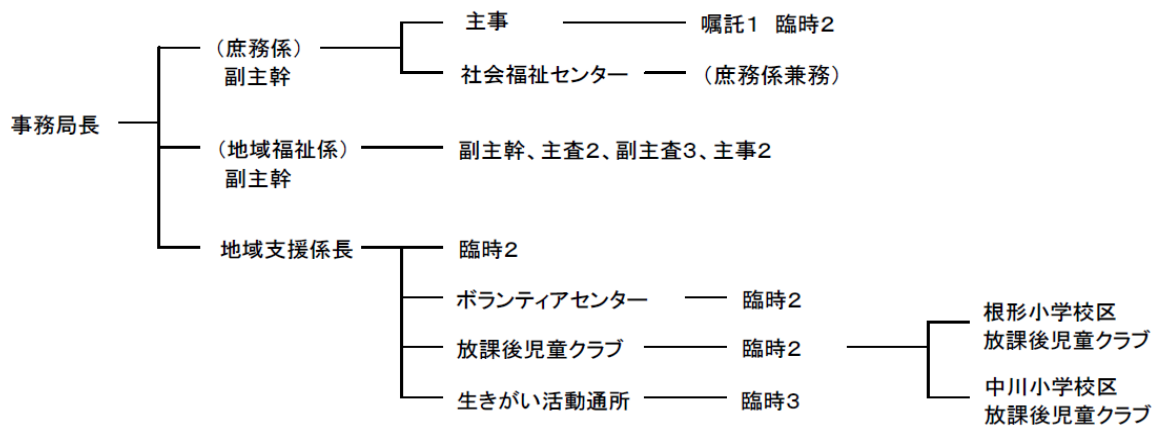 主事 嘱託1 臨時2
(庶務係)
副主幹
社会福祉センター (庶務係兼務)
事務局長
(地域福祉係) 副主幹、主査2、副主査3、主事2
副主幹
地域支援係長 臨時2
ボランティアセンター 臨時2
根形小学校区
放課後児童クラブ
放課後児童クラブ 臨時2
中川小学校区
放課後児童クラブ
生きがい活動通所 臨時3